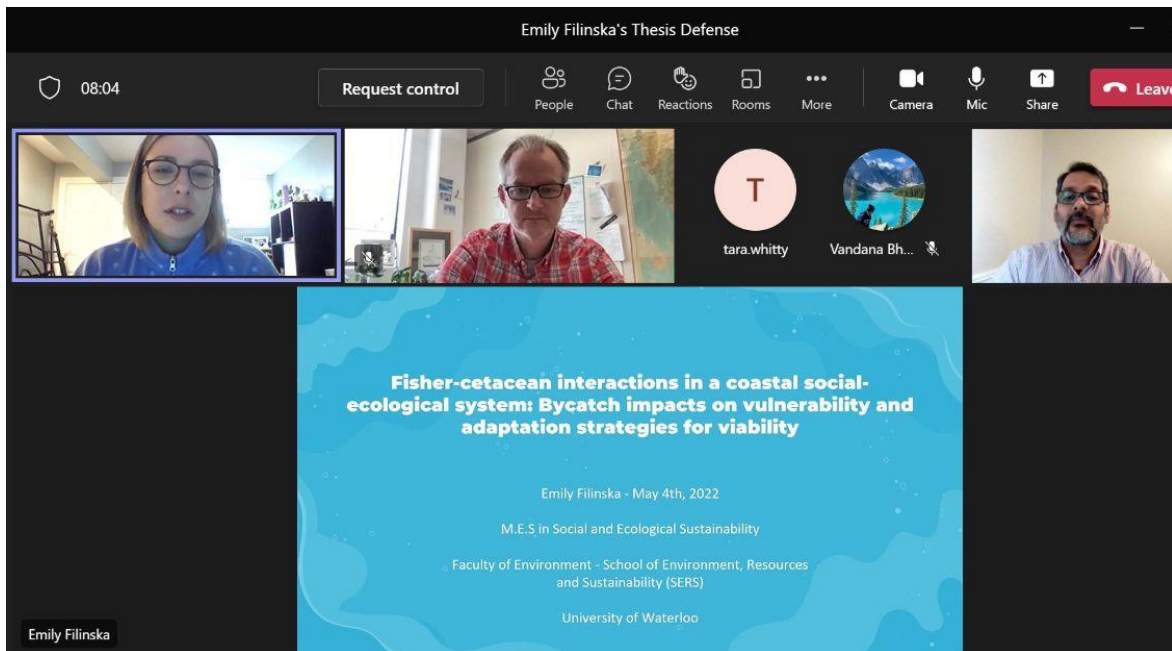 Emily Filinska's Thesis Defense
08:04
Request control
People
Chat
Reactions
Rooms
More
Camera
Mic
Share
Leave
T
tara.whitty
Vandana Bh...
Fisher-cetacean interactions in a coastal social-
ecological system: Bycatch impacts on vulnerability and
adaptation strategies for viability
Emily Filinska - May 4th, 2022
M.E.S in Social and Ecological Sustainability
Faculty of Environment - School of Environment, Resources
and Sustainability (SERS)
University of Waterloo
Emily Filinska